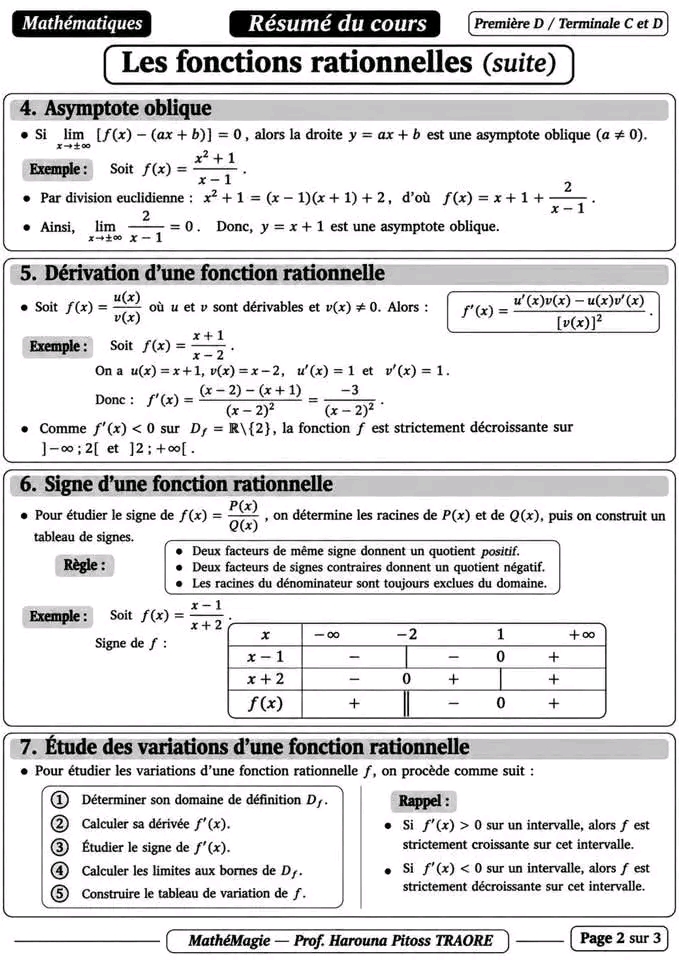 Mathématiques
Résumé du cours
Première D / Terminale C et D
Les fonctions rationnelles (suite)
4. Asymptote oblique
• Si lim x→±∞ [f(x) − (ax + b)] = 0 , alors la droite y = ax + b est une asymptote oblique (a ≠ 0).
Exemple : Soit f(x) = (x² + 1)/(x − 1) .
• Par division euclidienne : x² + 1 = (x − 1)(x + 1) + 2 , d’où f(x) = x + 1 + 2/(x − 1) .
• Ainsi, lim x→±∞ 2/(x − 1) = 0 . Donc, y = x + 1 est une asymptote oblique.
5. Dérivation d’une fonction rationnelle
• Soit f(x) = u(x)/v(x) où u et v sont dérivables et v(x) ≠ 0. Alors : f′(x) = (u′(x)v(x) − u(x)v′(x))/[v(x)]² .
Exemple : Soit f(x) = (x + 1)/(x − 2) .
On a u(x) = x + 1, v(x) = x − 2, u′(x) = 1 et v′(x) = 1 .
Donc : f′(x) = ((x − 2) − (x + 1))/(x − 2)² = −3/(x − 2)² .
• Comme f′(x) < 0 sur D_f = ℝ\{2}, la fonction f est strictement décroissante sur
]−∞ ; 2[ et ]2 ; +∞[ .
6. Signe d’une fonction rationnelle
• Pour étudier le signe de f(x) = P(x)/Q(x) , on détermine les racines de P(x) et de Q(x), puis on construit un
tableau de signes.
Règle :
• Deux facteurs de même signe donnent un quotient positif.
• Deux facteurs de signes contraires donnent un quotient négatif.
• Les racines du dénominateur sont toujours exclues du domaine.
Exemple : Soit f(x) = (x − 1)/(x + 2) .
Signe de f :
x −∞ −2 1 +∞
x − 1 − | − 0 +
x + 2 − 0 + | +
f(x) + || − 0 +
7. Étude des variations d’une fonction rationnelle
• Pour étudier les variations d’une fonction rationnelle f , on procède comme suit :
① Déterminer son domaine de définition D_f .
② Calculer sa dérivée f′(x).
③ Étudier le signe de f′(x).
④ Calculer les limites aux bornes de D_f .
⑤ Construire le tableau de variation de f .
Rappel :
• Si f′(x) > 0 sur un intervalle, alors f est
strictement croissante sur cet intervalle.
• Si f′(x) < 0 sur un intervalle, alors f est
strictement décroissante sur cet intervalle.
MathéMagie — Prof. Harouna Pitoss TRAORE
Page 2 sur 3